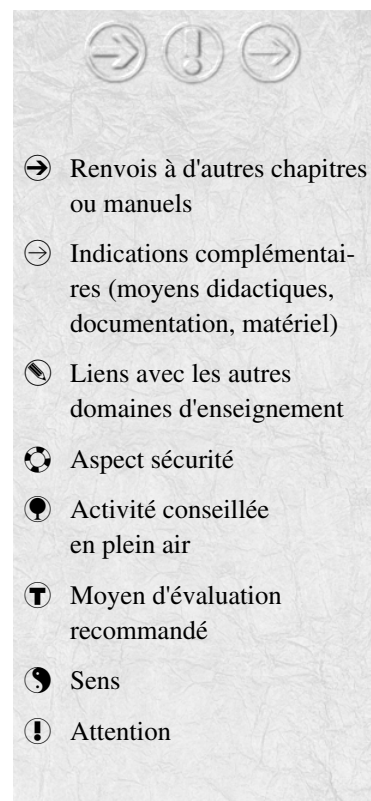 Renvois à d'autres chapitres
ou manuels
Indications complémentai-
res (moyens didactiques,
documentation, matériel)
Liens avec les autres
domaines d'enseignement
Aspect sécurité
Activité conseillée
en plein air
T Moyen d'évaluation
recommandé
Sens
! Attention